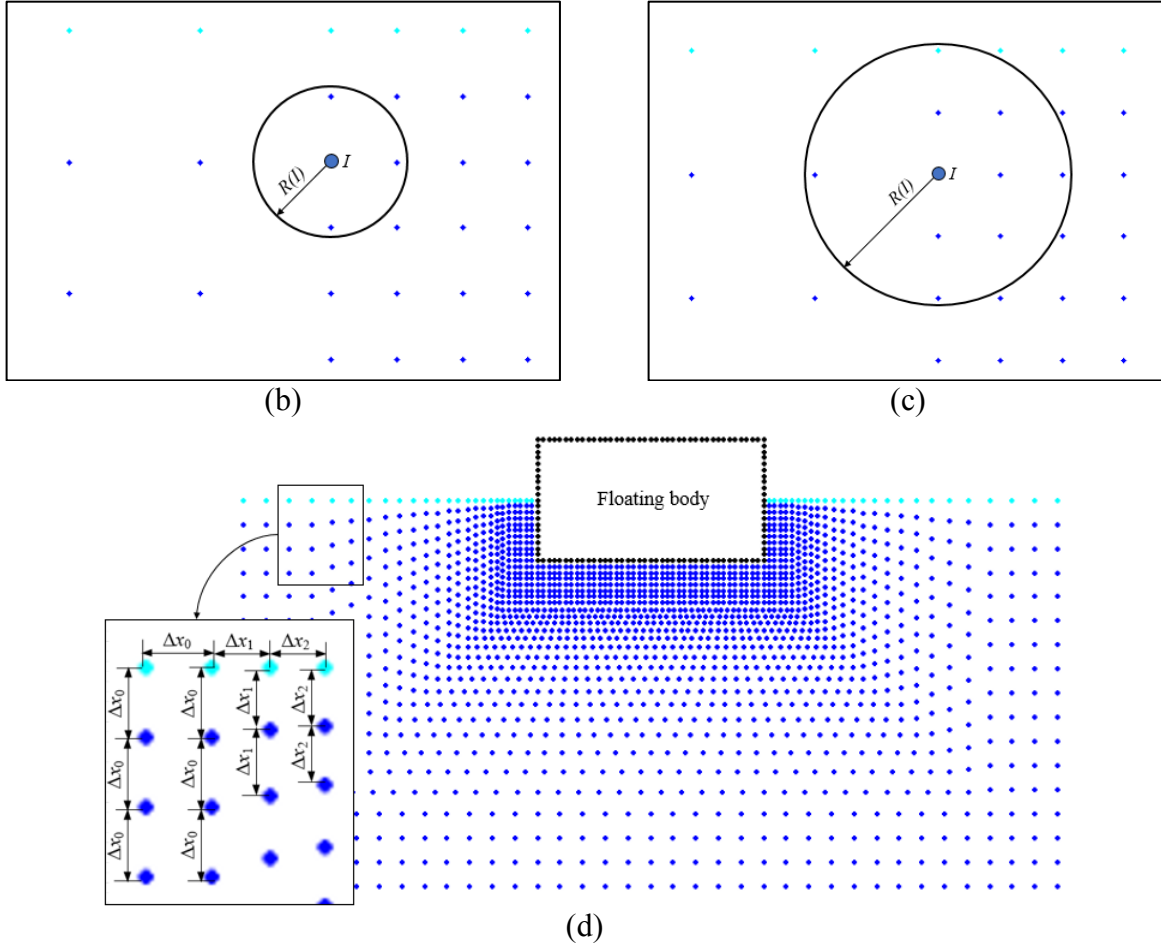 I
R(I)
(b)
I
R(I)
(c)
Floating body
Δx₀ Δx₁ Δx₂
Δx₀ Δx₀ Δx₁ Δx₂
Δx₀ Δx₀ Δx₁ Δx₂
Δx₀ Δx₀
(d)